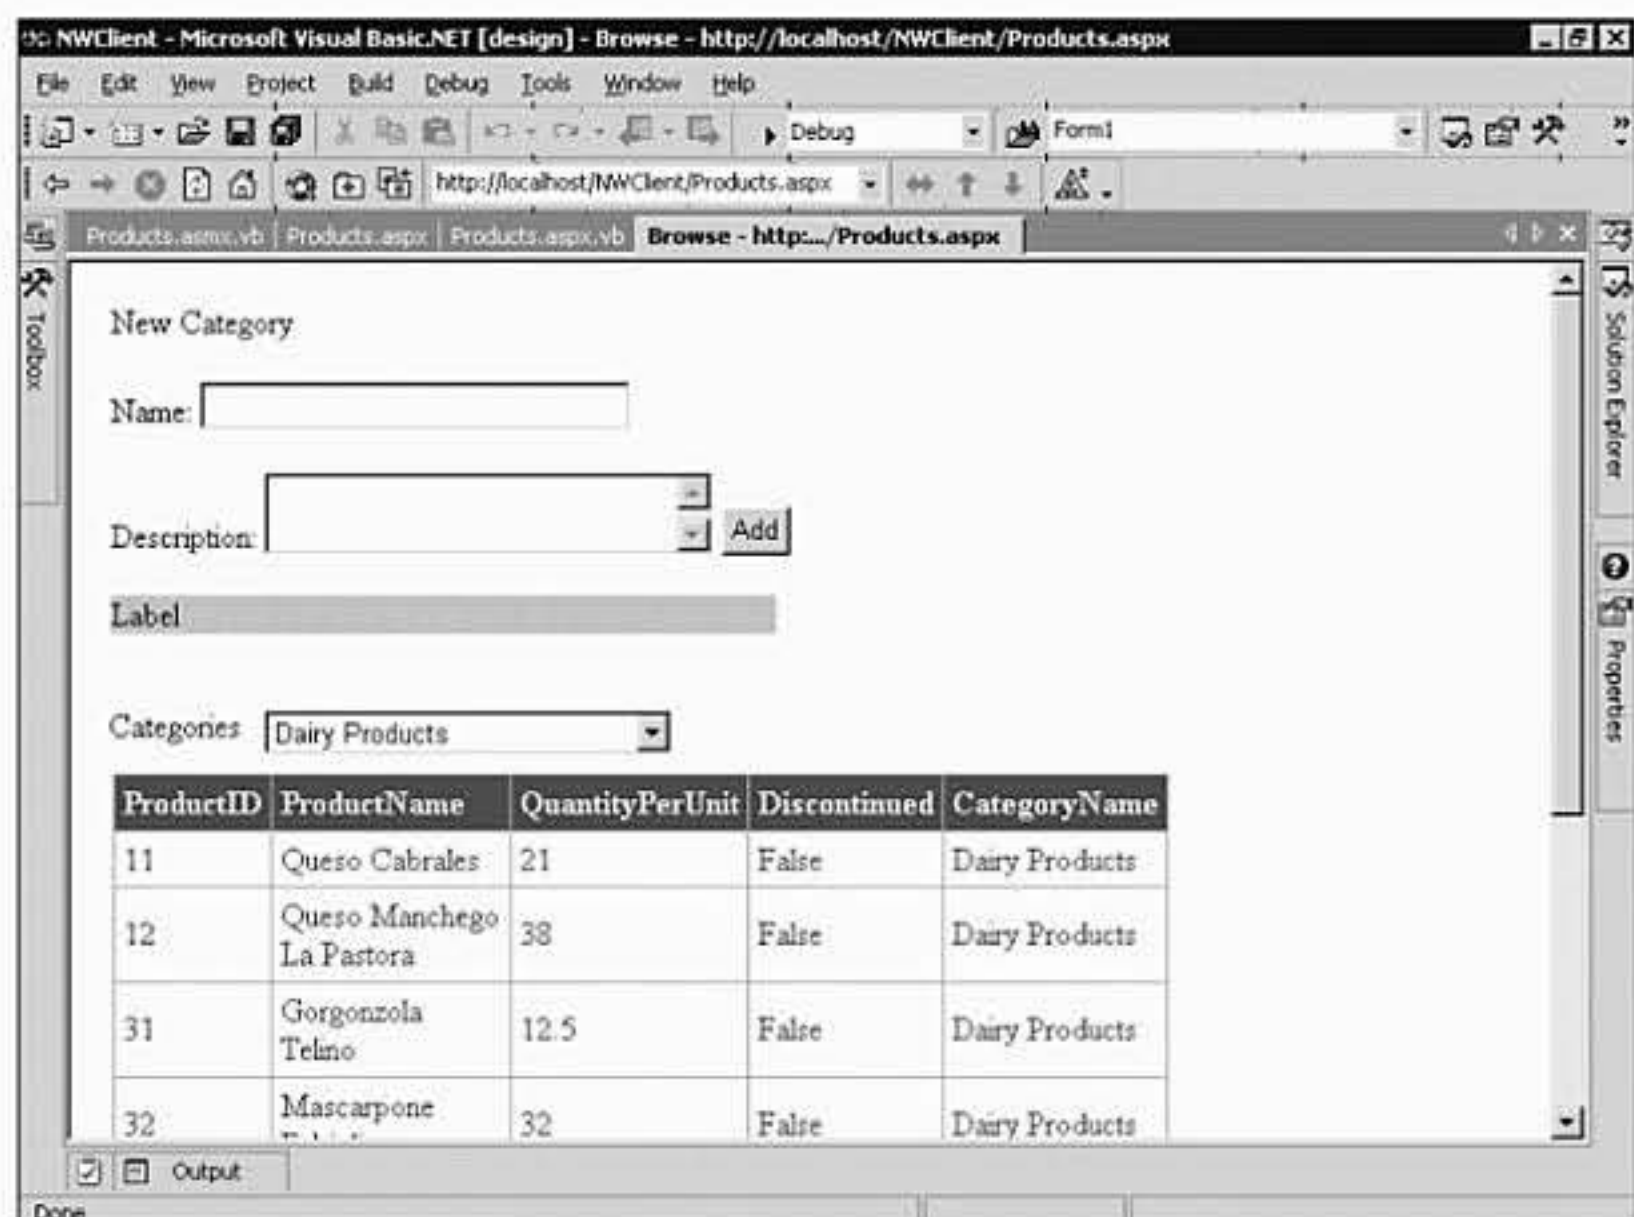 NWClient - Microsoft Visual Basic.NET [design] - Browse - http://localhost/NWClient/Products.aspx
File Edit View Project Build Debug Tools Window Help
Debug Form1
http://localhost/NWClient/Products.aspx
Products.asmx.vb Products.aspx Products.aspx.vb Browse - http:.../Products.aspx
Toolbox
New Category
Name:
Description: Add
Label
Categories Dairy Products
ProductID ProductName QuantityPerUnit Discontinued CategoryName
11 Queso Cabrales 21 False Dairy Products
12 Queso Manchego La Pastora 38 False Dairy Products
31 Gorgonzola Telino 12.5 False Dairy Products
32 Mascarpone 32 False Dairy Products
Solution Explorer
Properties
Output
Done